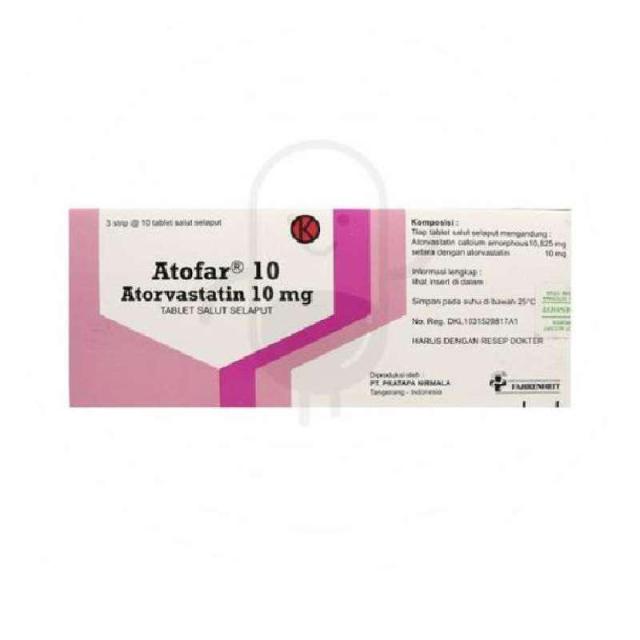 3 strip @ 10 tablet salut selaput
K
Atofar® 10
Atorvastatin 10 mg
TABLET SALUT SELAPUT
Komposisi :
Tiap tablet salut selaput mengandung :
Atorvastatin calcium amorphous 10,825 mg
setara dengan atorvastatin 10 mg
Informasi lengkap :
lihat insert di dalam
Simpan pada suhu di bawah 25°C
No. Reg. DKL1031529817A1
HARUS DENGAN RESEP DOKTER
Diproduksi oleh :
PT. PRATAPA NIRMALA
Tangerang - Indonesia
FAHRENHEIT